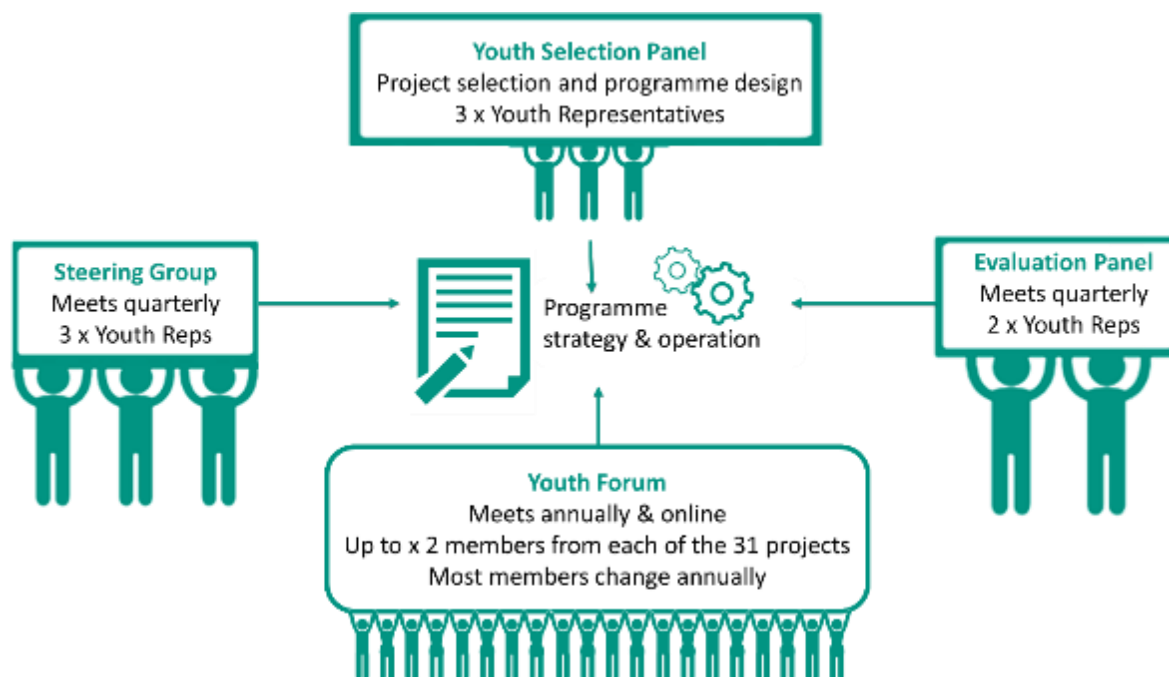 Youth Selection Panel
Project selection and programme design
3 x Youth Representatives
Steering Group
Meets quarterly
3 x Youth Reps
Programme
strategy & operation
Evaluation Panel
Meets quarterly
2 x Youth Reps
Youth Forum
Meets annually & online
Up to x 2 members from each of the 31 projects
Most members change annually